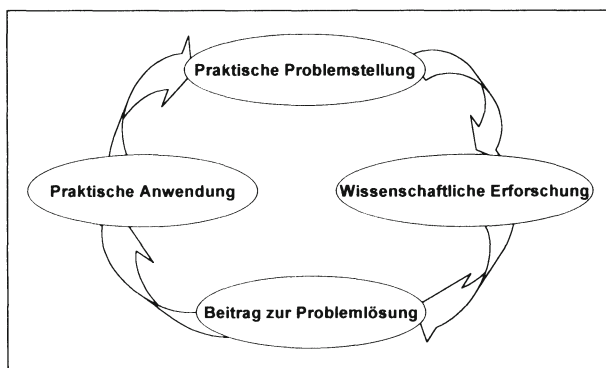 Praktische Problemstellung
Praktische Anwendung
Wissenschaftliche Erforschung
Beitrag zur Problemlösung